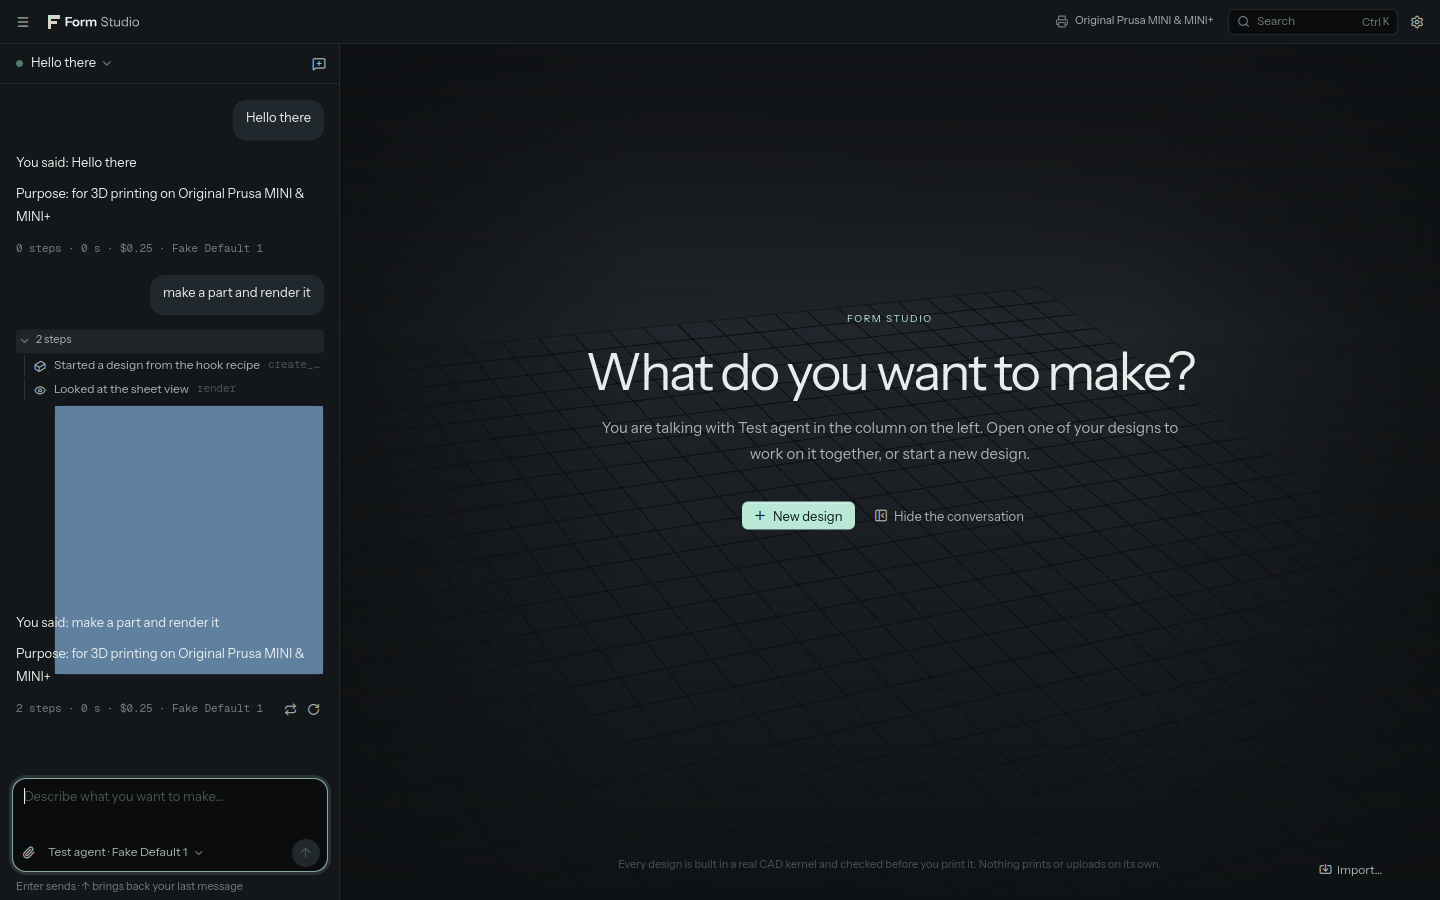 Form Studio
Original Prusa MINI & MINI+
Search
Ctrl K
Hello there
Hello there
You said: Hello there
Purpose: for 3D printing on Original Prusa MINI &
MINI+
0 steps · 0 s · $0.25 · Fake Default 1
make a part and render it
2 steps
Started a design from the hook recipe create_…
Looked at the sheet view render
You said: make a part and render it
Purpose: for 3D printing on Original Prusa MINI &
MINI+
2 steps · 0 s · $0.25 · Fake Default 1
Describe what you want to make…
Test agent · Fake Default 1
Enter sends · ↑ brings back your last message
FORM STUDIO
What do you want to make?
You are talking with Test agent in the column on the left. Open one of your designs to
work on it together, or start a new design.
New design
Hide the conversation
Every design is built in a real CAD kernel and checked before you print it. Nothing prints or uploads on its own.
Import…